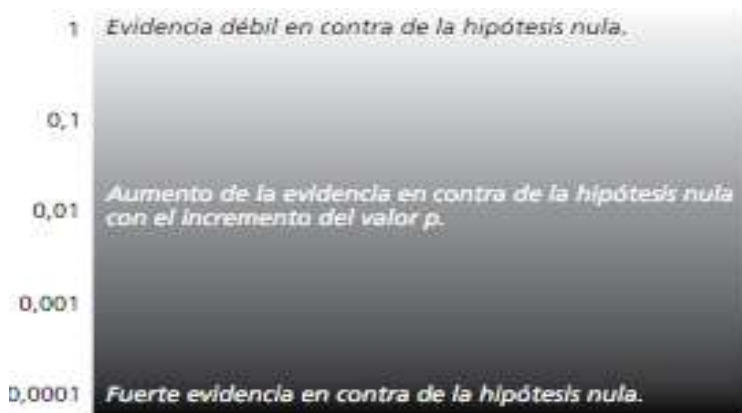 1 Evidencia débil en contra de la hipótesis nula.
0,1
Aumento de la evidencia en contra de la hipótesis nula
0,01 con el incremento del valor p.
0,001
0,0001 Fuerte evidencia en contra de la hipótesis nula.